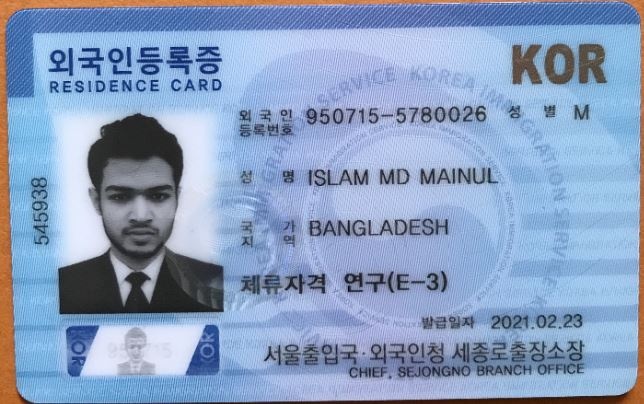 외국인등록증
RESIDENCE CARD
KOR
외국인등록번호 950715-5780026 성별 M
성명 ISLAM MD MAINUL
국가지역 BANGLADESH
체류자격 연구(E-3)
발급일자 2021.02.23
서울출입국·외국인청 세종로출장소장
CHIEF, SEJONGNO BRANCH OFFICE
545938
KOR
950715
KOR
KOREA IMMIGRATION SERVICE